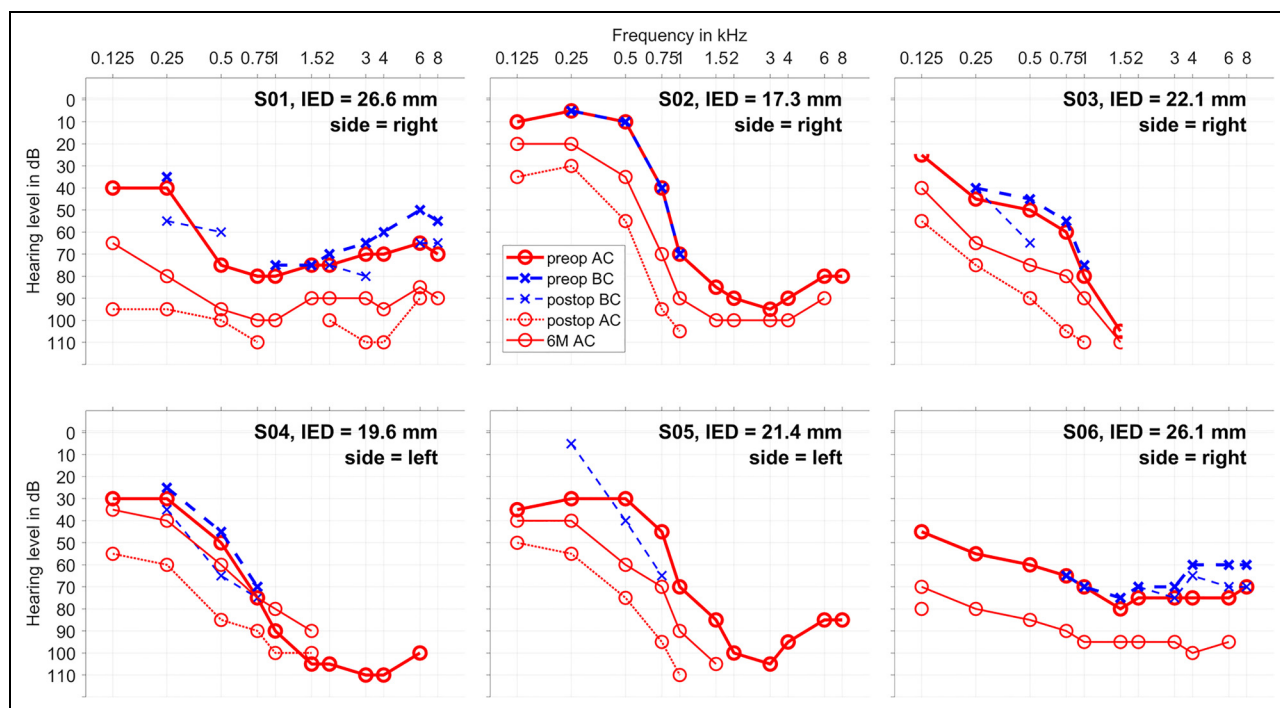 Frequency in kHz
0.125 0.25 0.5 0.75 1 1.5 2 3 4 6 8
0.125 0.25 0.5 0.75 1 1.5 2 3 4 6 8
0.125 0.25 0.5 0.75 1 1.5 2 3 4 6 8
Hearing level in dB
0
10
20
30
40
50
60
70
80
90
100
110
S01, IED = 26.6 mm
side = right
S02, IED = 17.3 mm
side = right
preop AC
preop BC
postop BC
postop AC
6M AC
S03, IED = 22.1 mm
side = right
Hearing level in dB
0
10
20
30
40
50
60
70
80
90
100
110
S04, IED = 19.6 mm
side = left
S05, IED = 21.4 mm
side = left
S06, IED = 26.1 mm
side = right